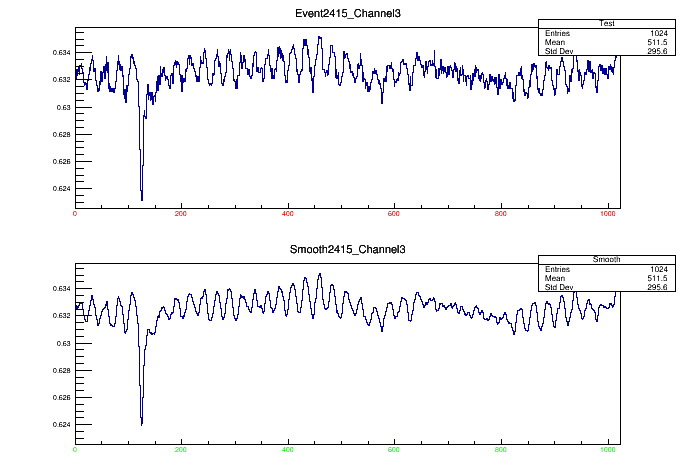 Event2415_Channel3
Test
Entries 1024
Mean 511.5
Std Dev 295.6
0.634
0.632
0.63
0.628
0.626
0.624
0 200 400 600 800 1000
Smooth2415_Channel3
Smooth
Entries 1024
Mean 511.5
Std Dev 295.6
0.634
0.632
0.63
0.628
0.626
0.624
0 200 400 600 800 1000